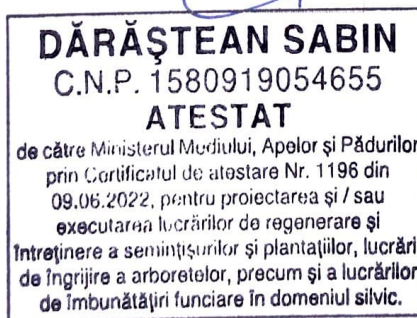 DĂRĂŞTEAN SABIN
C.N.P. 1580919054655
ATESTAT
de către Ministerul Mediului, Apelor şi Pădurilor
prin Certificatul de atestare Nr. 1196 din
09.06.2022, pentru proiectarea şi / sau
executarea lucrărilor de regenerare şi
întreţinere a seminţişurilor şi plantaţiilor, lucrări
de îngrijire a arboretelor, precum şi a lucrărilor
de îmbunătăţiri funciare în domeniul silvic.